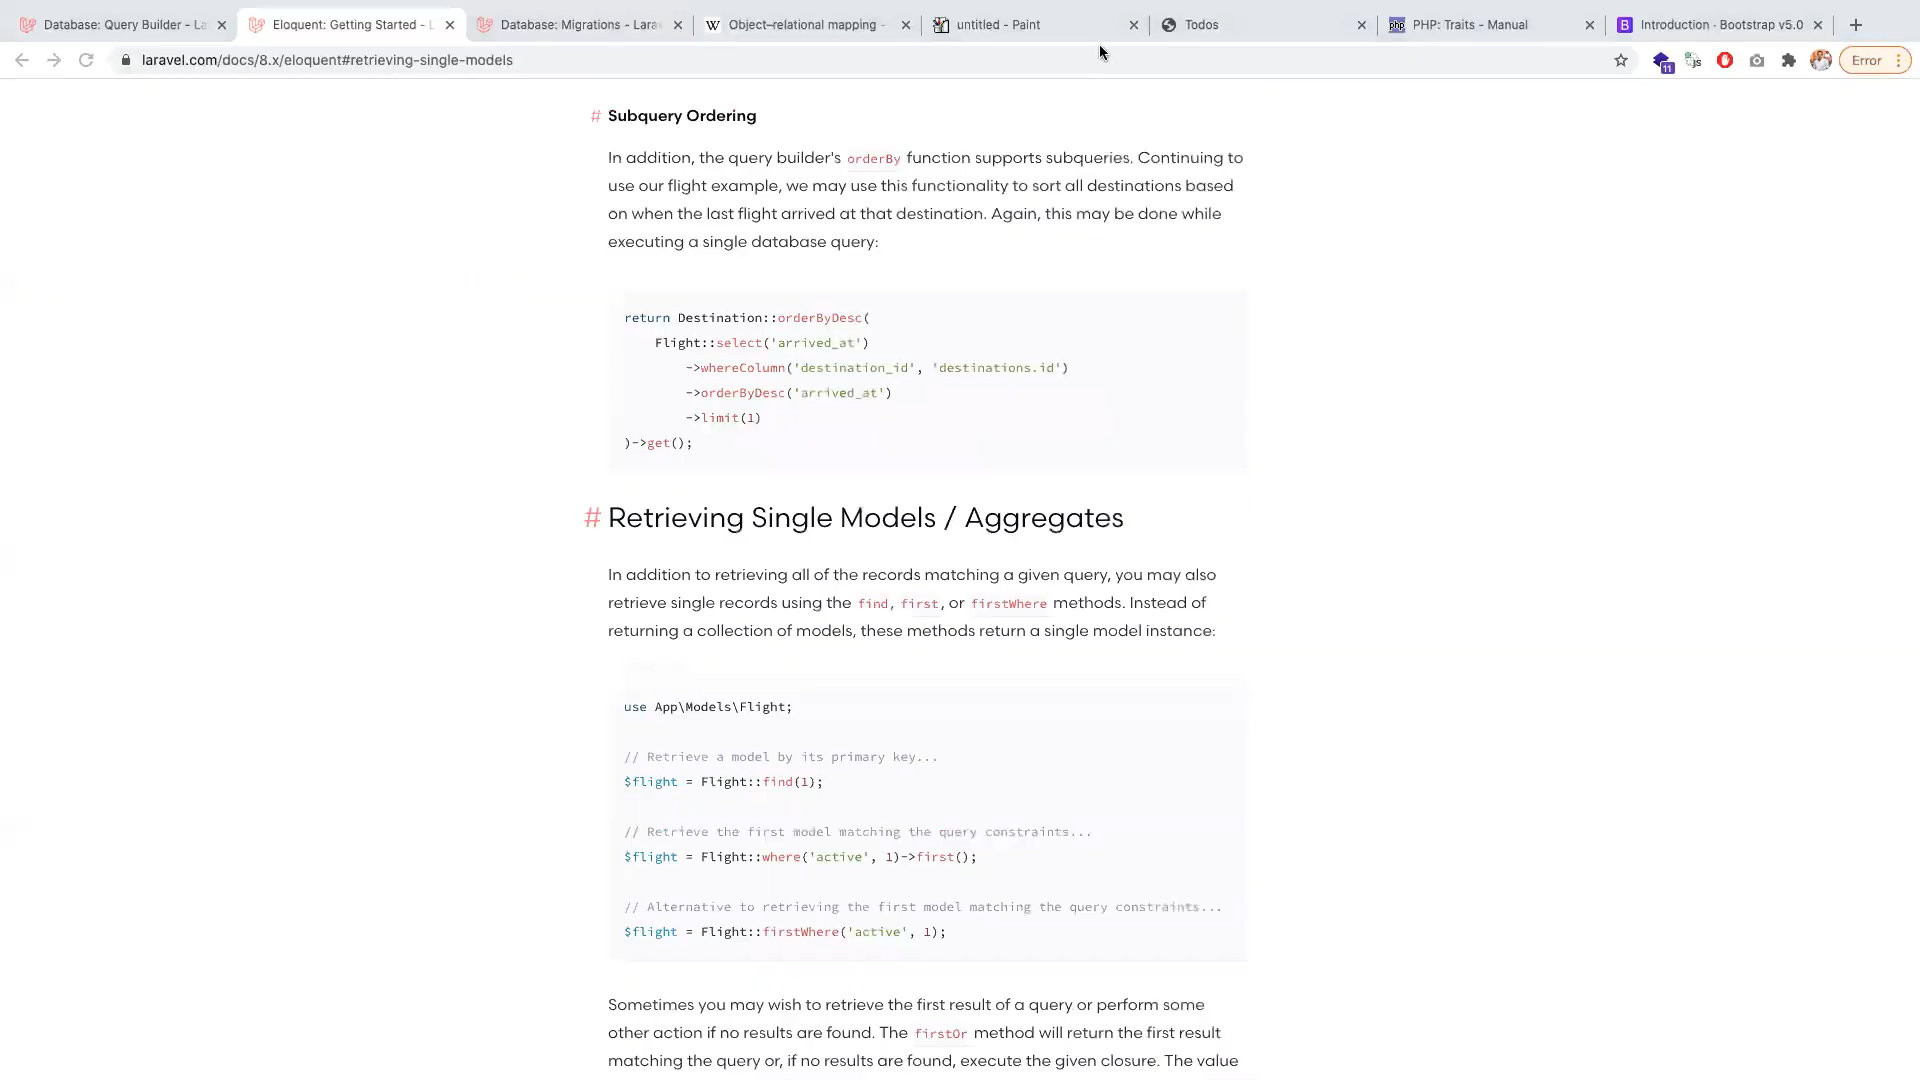 Database: Query Builder - La
Eloquent: Getting Started - L
Database: Migrations - Larav
W
Object–relational mapping -
untitled - Paint
Todos
php
PHP: Traits - Manual
B
Introduction · Bootstrap v5.0
laravel.com/docs/8.x/eloquent#retrieving-single-models
11
JS
Error
# Subquery Ordering
In addition, the query builder's orderBy function supports subqueries. Continuing to
use our flight example, we may use this functionality to sort all destinations based
on when the last flight arrived at that destination. Again, this may be done while
executing a single database query:
return Destination::orderByDesc(
Flight::select('arrived_at')
->whereColumn('destination_id', 'destinations.id')
->orderByDesc('arrived_at')
->limit(1)
)->get();
# Retrieving Single Models / Aggregates
In addition to retrieving all of the records matching a given query, you may also
retrieve single records using the find, first, or firstWhere methods. Instead of
returning a collection of models, these methods return a single model instance:
use App\Models\Flight;
// Retrieve a model by its primary key...
$flight = Flight::find(1);
// Retrieve the first model matching the query constraints...
$flight = Flight::where('active', 1)->first();
// Alternative to retrieving the first model matching the query constraints...
$flight = Flight::firstWhere('active', 1);
Sometimes you may wish to retrieve the first result of a query or perform some
other action if no results are found. The firstOr method will return the first result
matching the query or, if no results are found, execute the given closure. The value